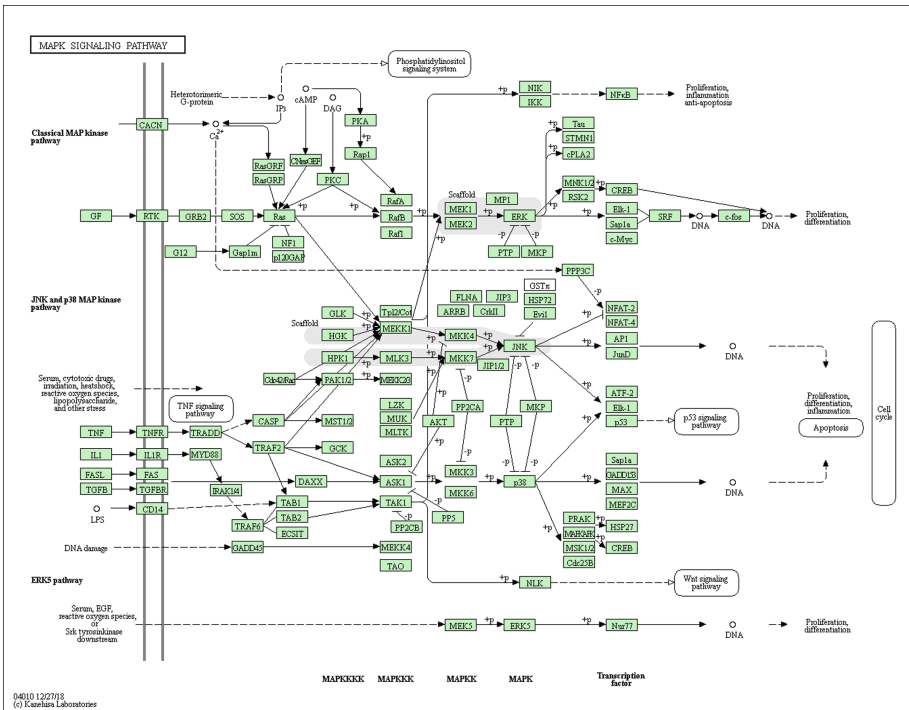 MAPK SIGNALING PATHWAY
Phosphatidylinositol
signaling system
Heterotorimeric
G-protein
IP3
cAMP
DAG
NIK
IKK
+p
NFκB
Proliferation,
inflammation
anti-apoptosis
Classical MAP kinase
pathway
CACN
Ca2+
PKA
+p
Rap1
RasGRF
RasGRP
CNrasGEF
PKC
+p
Tau
STMN1
cPLA2
+p
GF
RTK
GRB2
SOS
Ras
RafA
RafB
Raf1
+p
+p
Scaffold
MEK1
MEK2
MP1
+p
ERK
+p
+p
MNK1/2
RSK2
CREB
Elk-1
Sap1a
c-Myc
SRF
DNA
c-fos
DNA
Proliferation,
differentiation
G12
Gap1m
NF1
p120GAP
+p
-p
-p
PTP
MKP
PPP3C
-p
JNK and p38 MAP kinase
pathway
Scaffold
GLK
HGK
HPK1
Tpl2/Cot
MEKK1
MLK3
FLNA
JIP3
ARRB
CrkII
GSTπ
HSP72
Evi1
MKK4
MKK7
+p
+p
+p
+p
JNK
JIP1/2
NFAT-2
NFAT-4
AP1
JunD
+p
DNA
Cdc42/Rac
PAK1/2
MEKK2/3
Serum, cytotoxic drugs,
irradiation, heatshock,
reactive oxygen species,
lipopolysaccharide,
and other stress
TNF signaling
pathway
CASP
MST1/2
LZK
MUK
MLTK
-p
-p
PP2CA
AKT
+p
-p
-p
MKP
PTP
ATF-2
Elk-1
p53
+p
p53 signaling
pathway
Proliferation,
differentiation,
inflammation
Apoptosis
Cell
cycle
TNF
TNFR
TRADD
IL1
IL1R
MYD88
TRAF2
GCK
ASK2
ASK1
-p
MKK3
MKK6
+p
+p
-p
-p
p38
+p
Sap1a
GADD153
MAX
MEF2C
DNA
FASL
FAS
DAXX
TGFB
TGFBR
IRAK1/4
LPS
CD14
TAB1
TAB2
ECSIT
TRAF6
TAK1
-p
PP2CB
-p
PP5
+p
PRAK
MAPKAPK
MSK1/2
Cdc25B
+p
+p
HSP27
CREB
DNA damage
GADD45
MEKK4
TAO
ERK5 pathway
+p
NLK
Wnt signaling
pathway
Serum, EGF,
reactive oxygen species,
or
Srk tyrosinkinase
downstream
MEK5
+p
ERK5
+p
Nur77
DNA
Proliferation,
differentiation
MAPKKKK
MAPKKK
MAPKK
MAPK
Transcription
factor
04010 12/27/18
(c) Kanehisa Laboratories